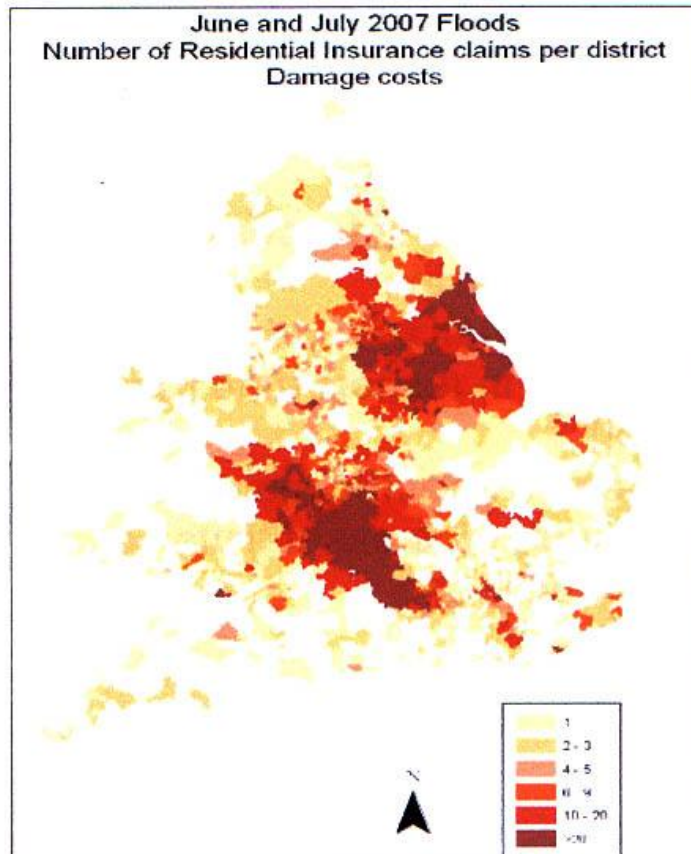 June and July 2007 Floods
Number of Residential Insurance claims per district
Damage costs
1
2 - 3
4 - 5
10 - 20
N